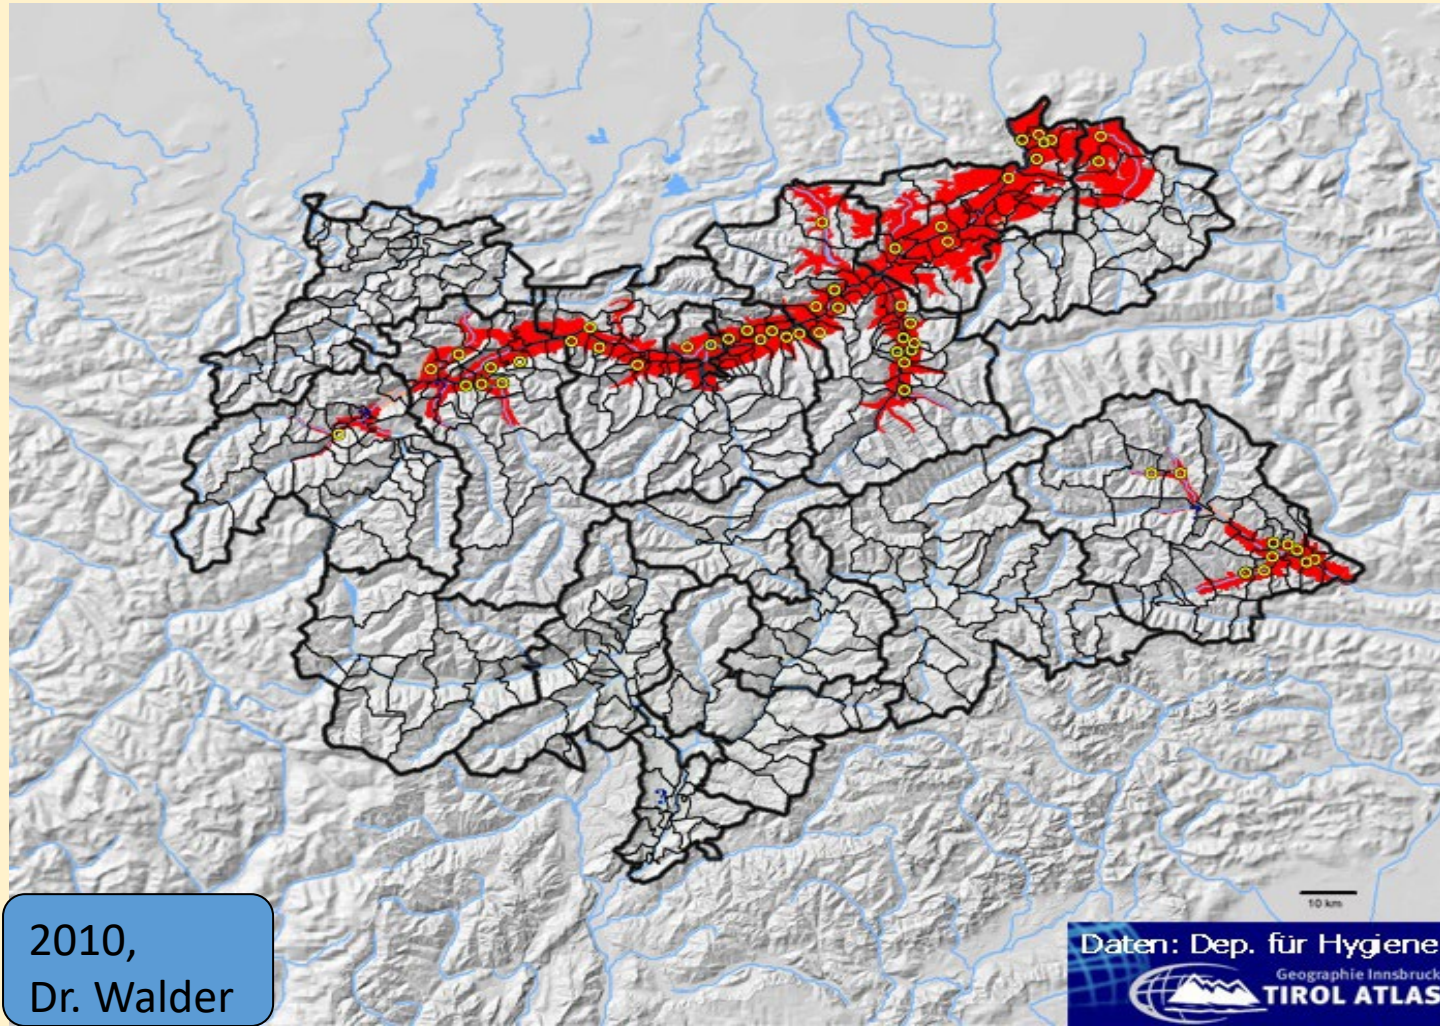 10 km
2010,
Dr. Walder
Daten: Dep. für Hygiene
Geographie Innsbruck
TIROL ATLAS
?